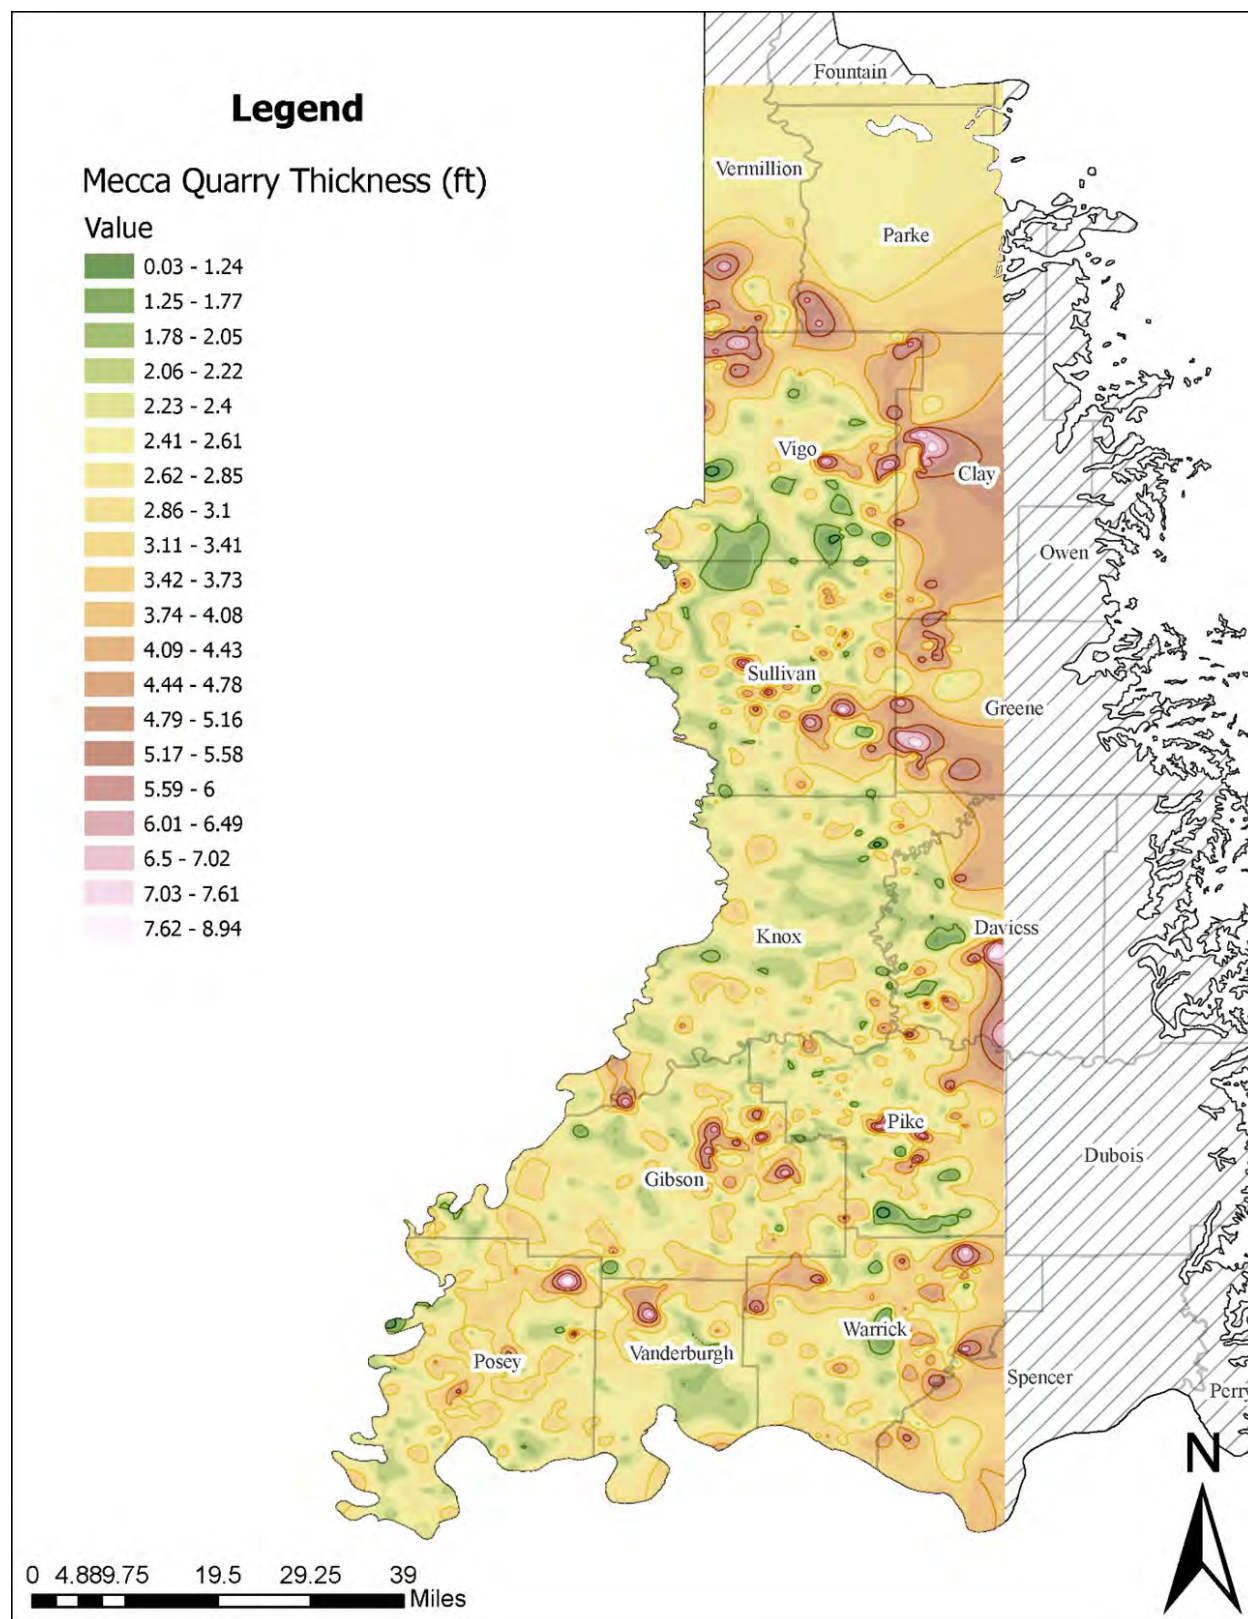 Legend
Mecca Quarry Thickness (ft)
Value
0.03 - 1.24
1.25 - 1.77
1.78 - 2.05
2.06 - 2.22
2.23 - 2.4
2.41 - 2.61
2.62 - 2.85
2.86 - 3.1
3.11 - 3.41
3.42 - 3.73
3.74 - 4.08
4.09 - 4.43
4.44 - 4.78
4.79 - 5.16
5.17 - 5.58
5.59 - 6
6.01 - 6.49
6.5 - 7.02
7.03 - 7.61
7.62 - 8.94
Fountain
Vermillion
Parke
Vigo
Clay
Owen
Sullivan
Greene
Knox
Daviess
Pike
Dubois
Gibson
Warrick
Vanderburgh
Posey
Spencer
Perry
N
0 4.889.75 19.5 29.25 39
Miles